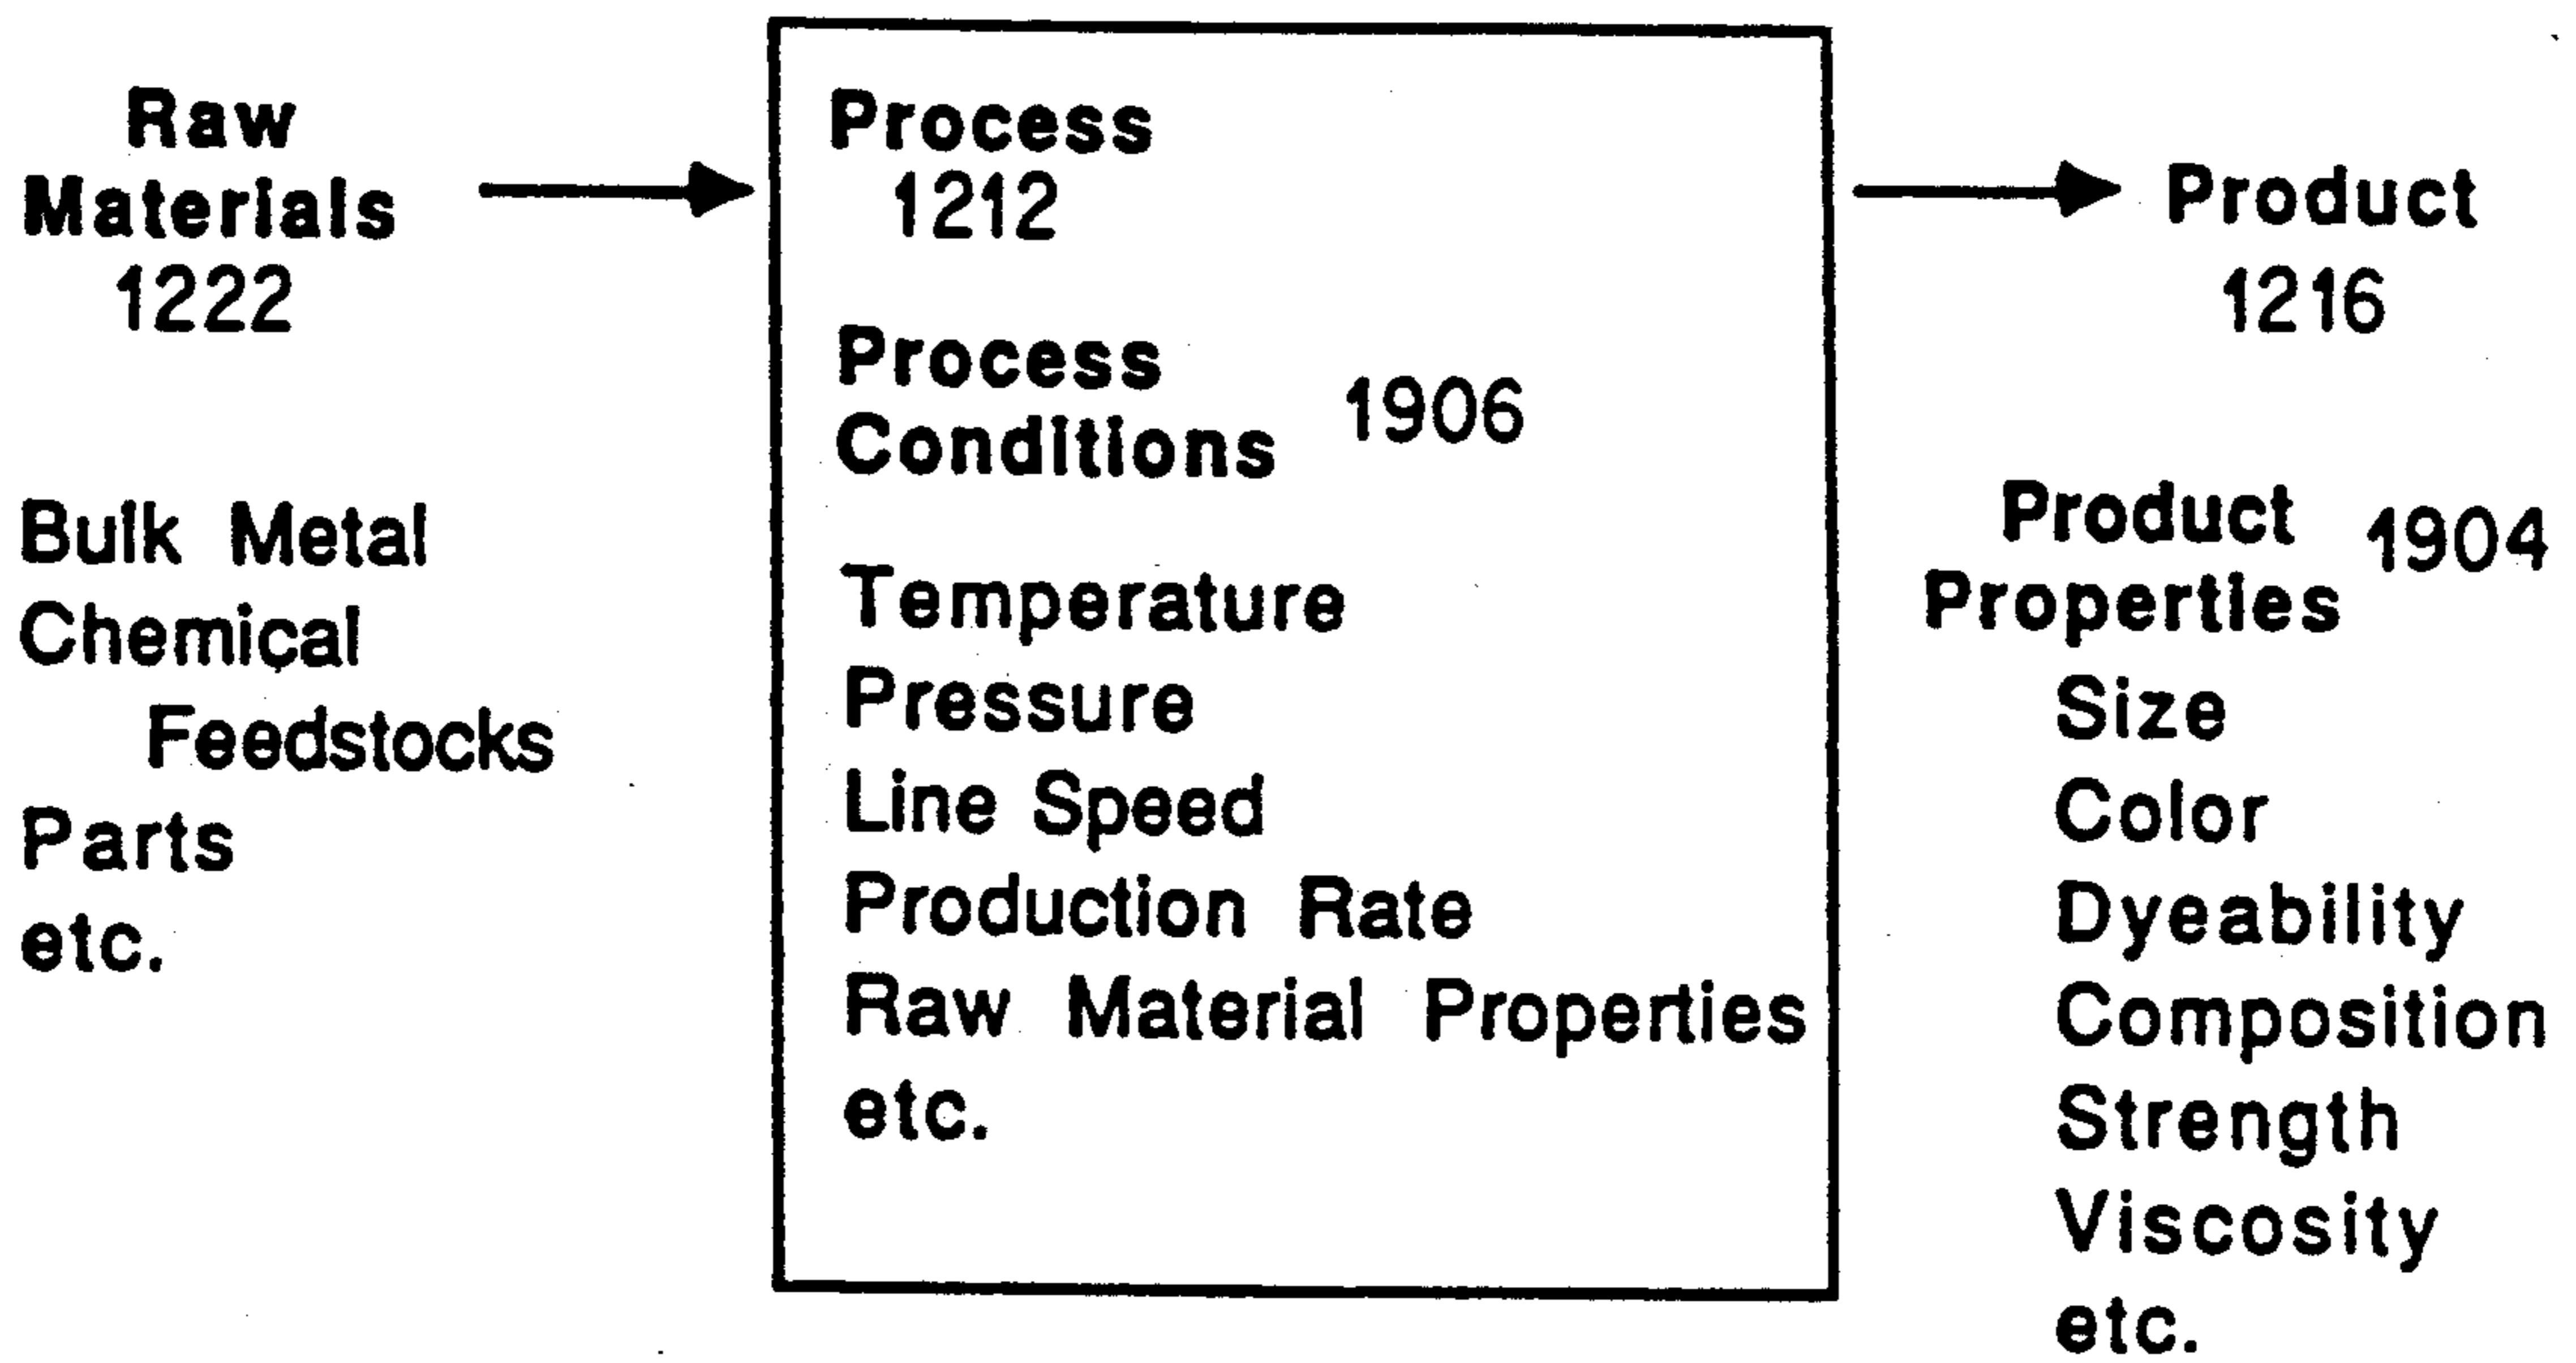 Raw
Materials
1222
Bulk Metal
Chemical
Feedstocks
Parts
etc.
Process
1212
Process
Conditions 1906
Temperature
Pressure
Line Speed
Production Rate
Raw Material Properties
etc.
Product
1216
Product 1904
Properties
Size
Color
Dyeability
Composition
Strength
Viscosity
etc.